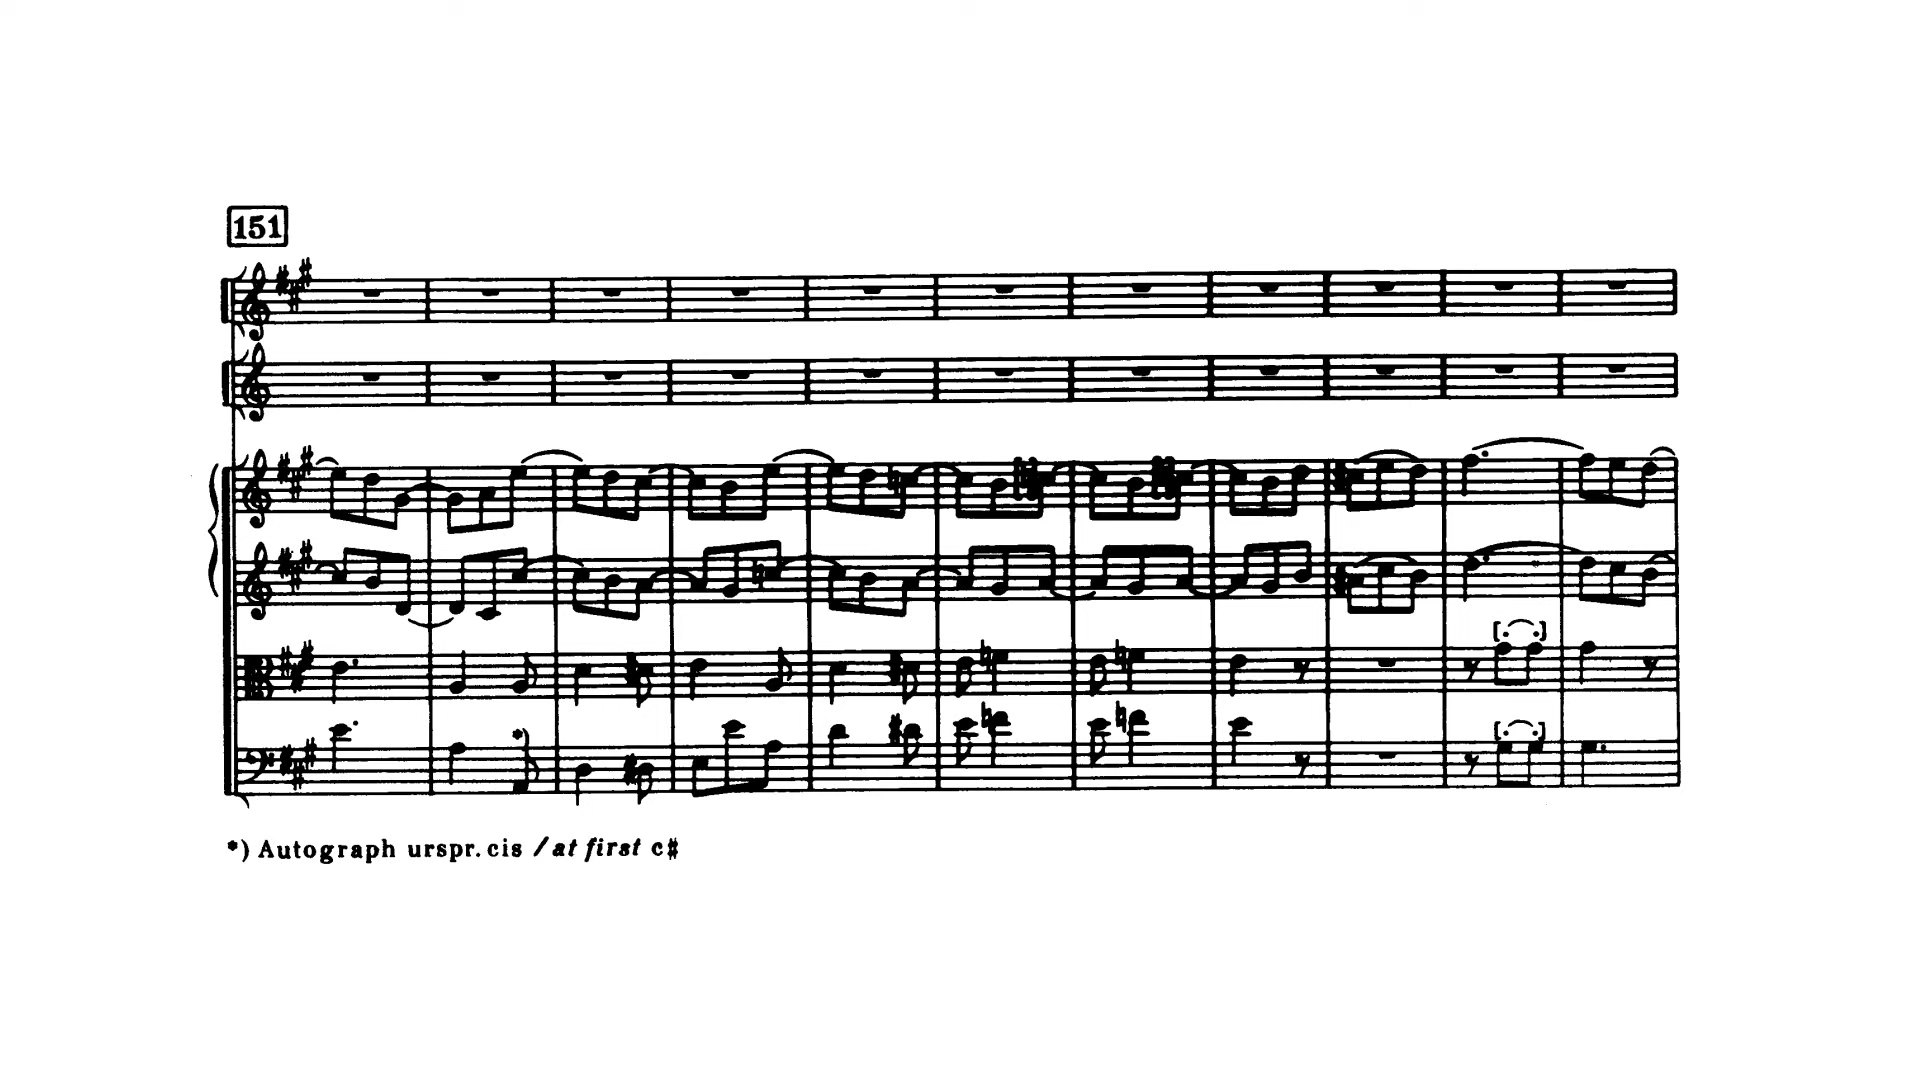 151
*)
*) Autograph urspr. cis / at first c♯